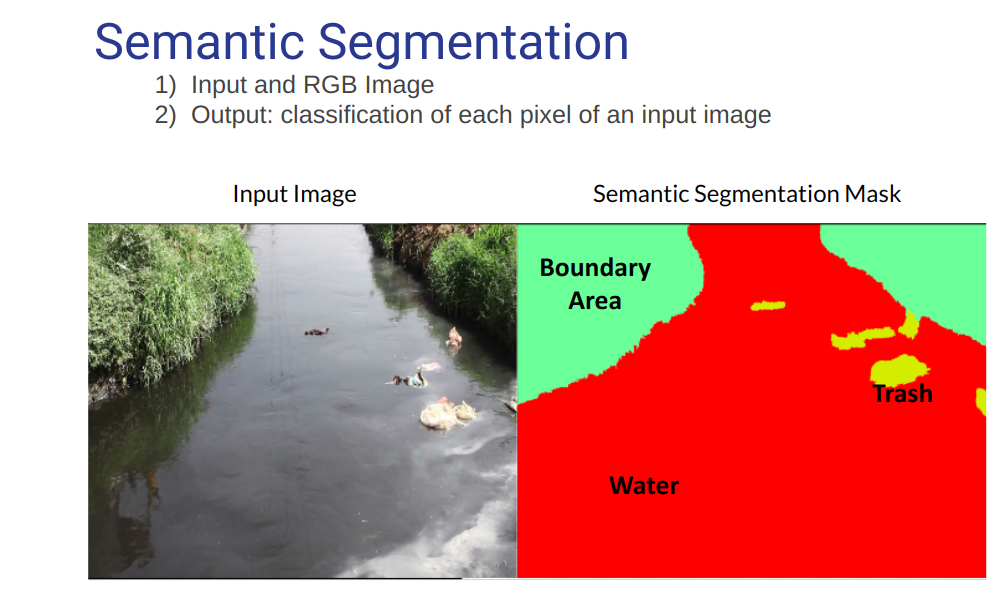 Semantic Segmentation
1) Input and RGB Image
2) Output: classification of each pixel of an input image
Input Image
Semantic Segmentation Mask
Boundary
Area
Trash
Water